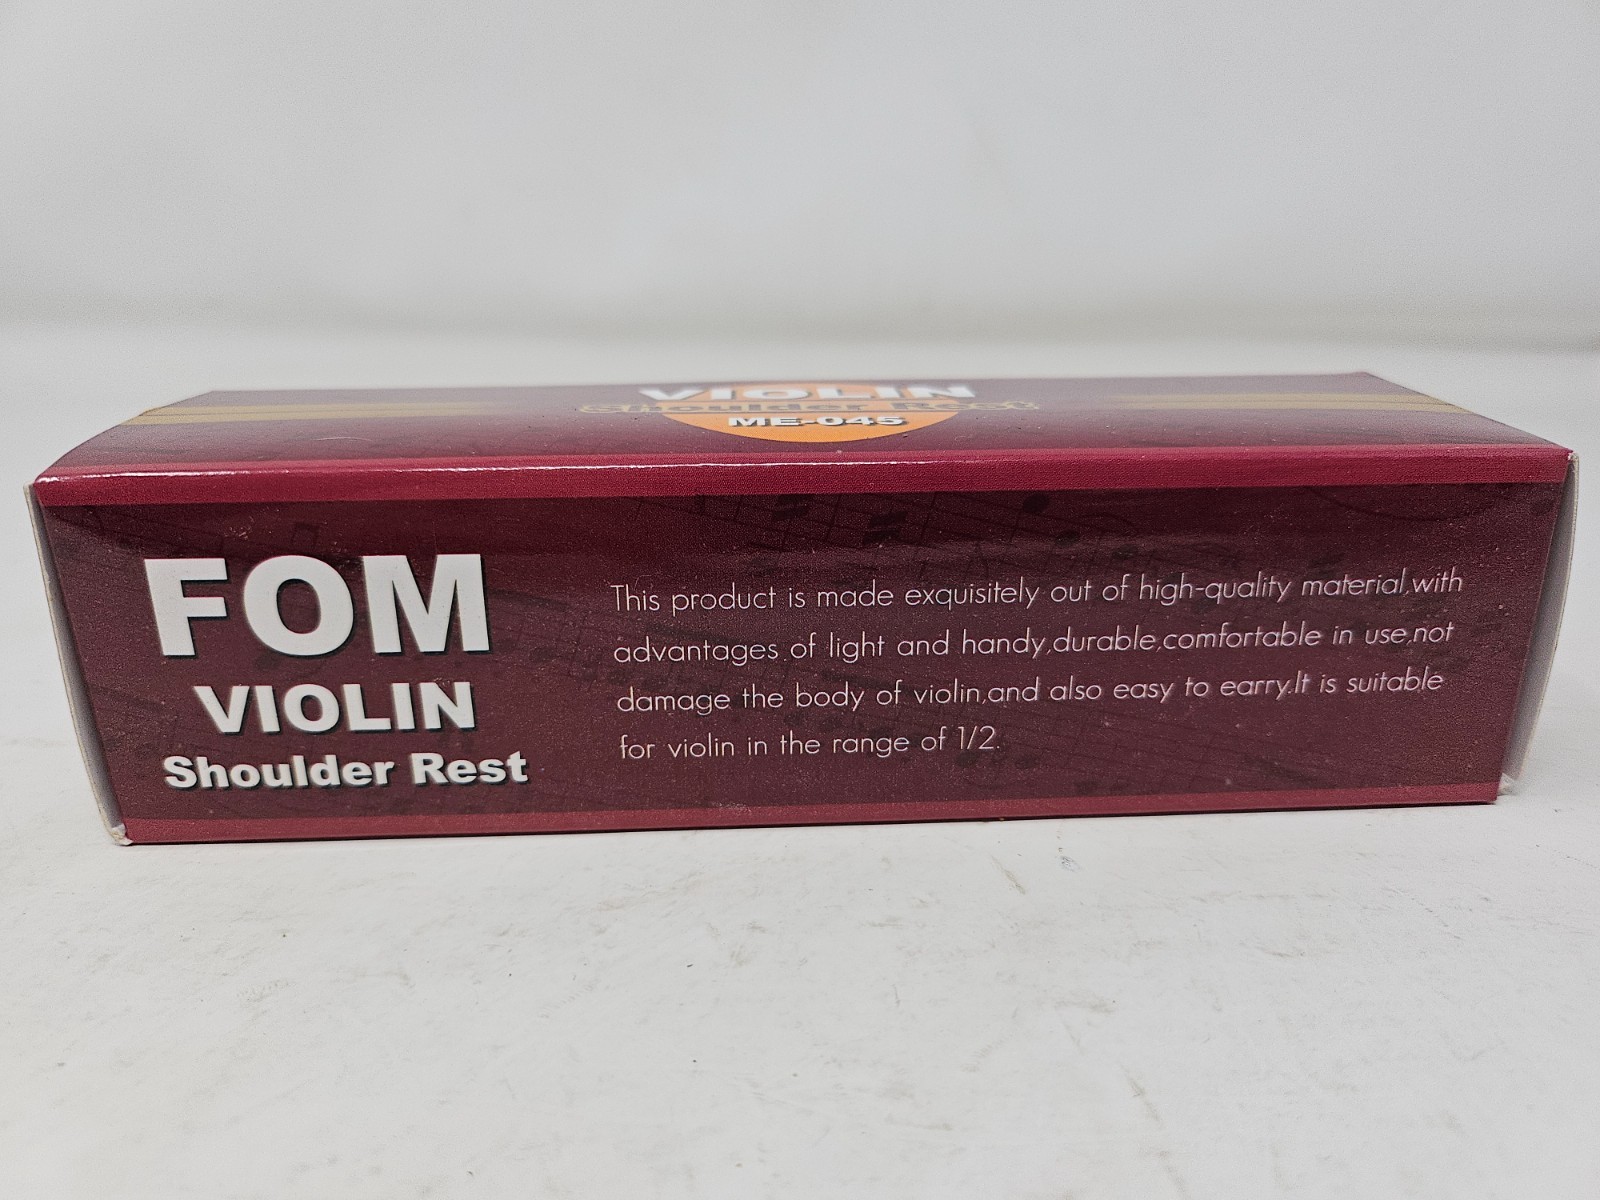 VIOLIN
Shoulder Rest
ME-045
FOM
VIOLIN
Shoulder Rest
This product is made exquisitely out of high-quality material,with
advantages of light and handy,durable,comfortable in use,not
damage the body of violin,and also easy to earry.It is suitable
for violin in the range of 1/2.